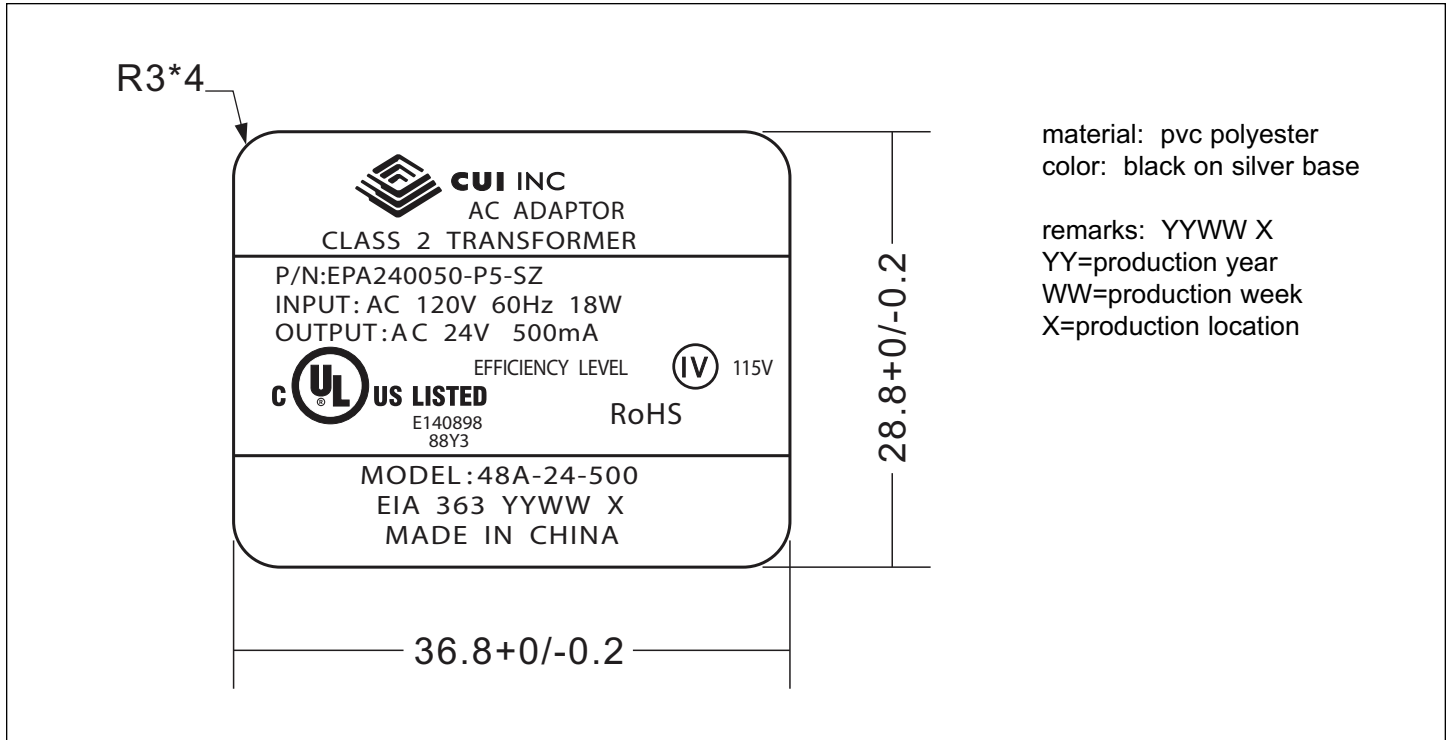 R3*4
CUI INC
AC ADAPTOR
CLASS 2 TRANSFORMER
P/N:EPA240050-P5-SZ
INPUT: AC 120V 60Hz 18W
OUTPUT:AC 24V 500mA
EFFICIENCY LEVEL IV 115V
C UL ® US LISTED
RoHS
E140898
88Y3
MODEL:48A-24-500
EIA 363 YYWW X
MADE IN CHINA
28.8+0/-0.2
36.8+0/-0.2
material: pvc polyester
color: black on silver base
remarks: YYWW X
YY=production year
WW=production week
X=production location